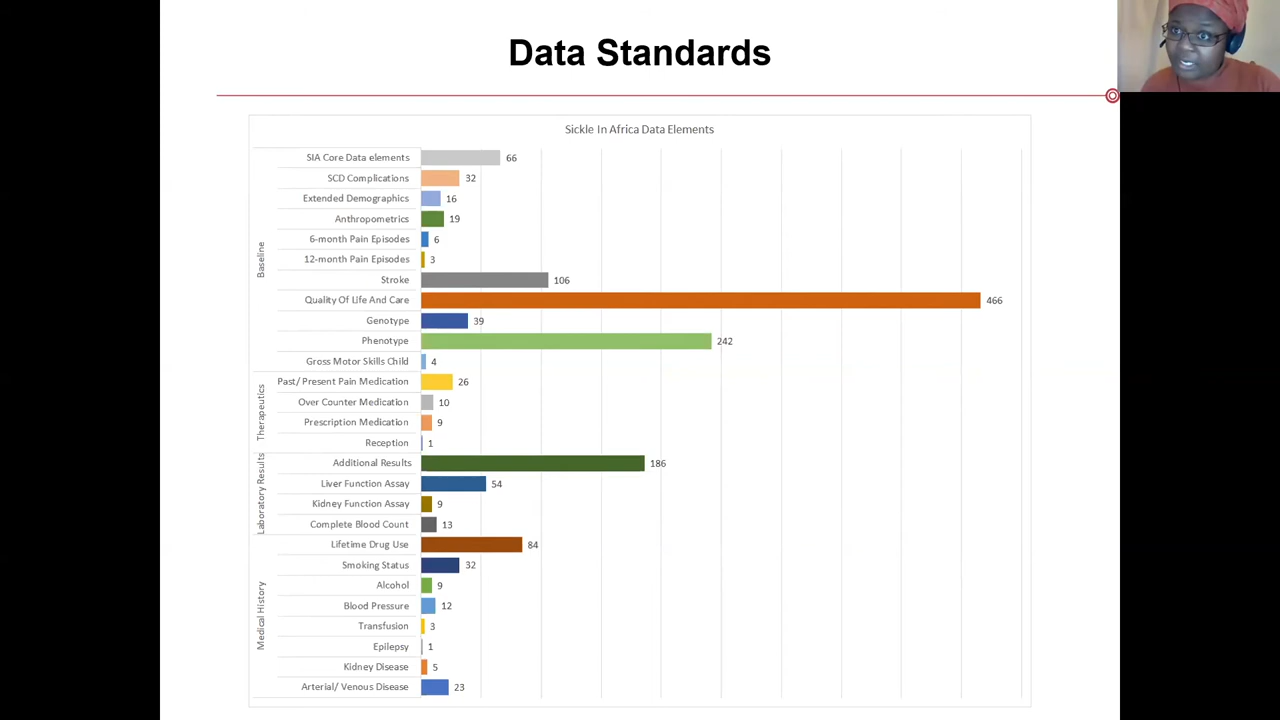 Data Standards
Sickle In Africa Data Elements
Baseline
SIA Core Data elements 66
SCD Complications 32
Extended Demographics 16
Anthropometrics 19
6-month Pain Episodes 6
12-month Pain Episodes 3
Stroke 106
Quality Of Life And Care 466
Genotype 39
Phenotype 242
Gross Motor Skills Child 4
Therapeutics
Past/ Present Pain Medication 26
Over Counter Medication 10
Prescription Medication 9
Reception 1
Laboratory Results
Additional Results 186
Liver Function Assay 54
Kidney Function Assay 9
Complete Blood Count 13
Medical History
Lifetime Drug Use 84
Smoking Status 32
Alcohol 9
Blood Pressure 12
Transfusion 3
Epilepsy 1
Kidney Disease 5
Arterial/ Venous Disease 23